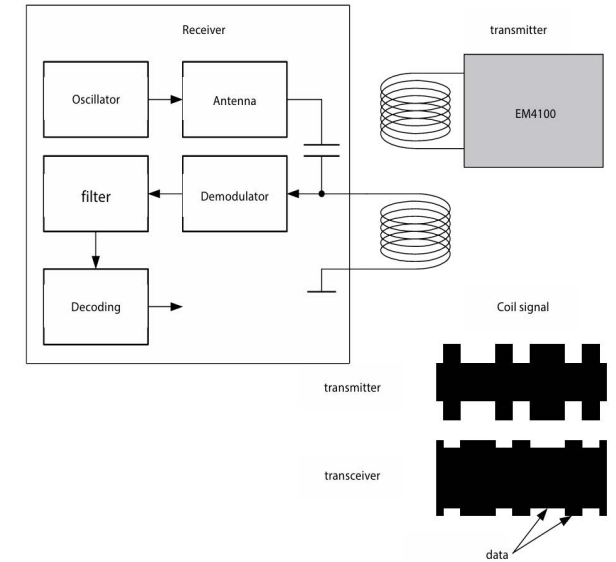 Receiver
transmitter
Oscillator
Antenna
EM4100
filter
Demodulator
Decoding
Coil signal
transmitter
transceiver
data